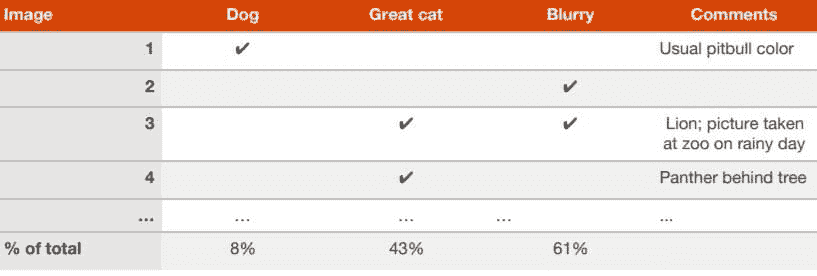 Image Dog Great cat Blurry Comments
1 ✔ Usual pitbull color
2 ✔
3 ✔ ✔ Lion; picture taken
at zoo on rainy day
4 ✔ Panther behind tree
... ... ... ... ...
% of total 8% 43% 61%